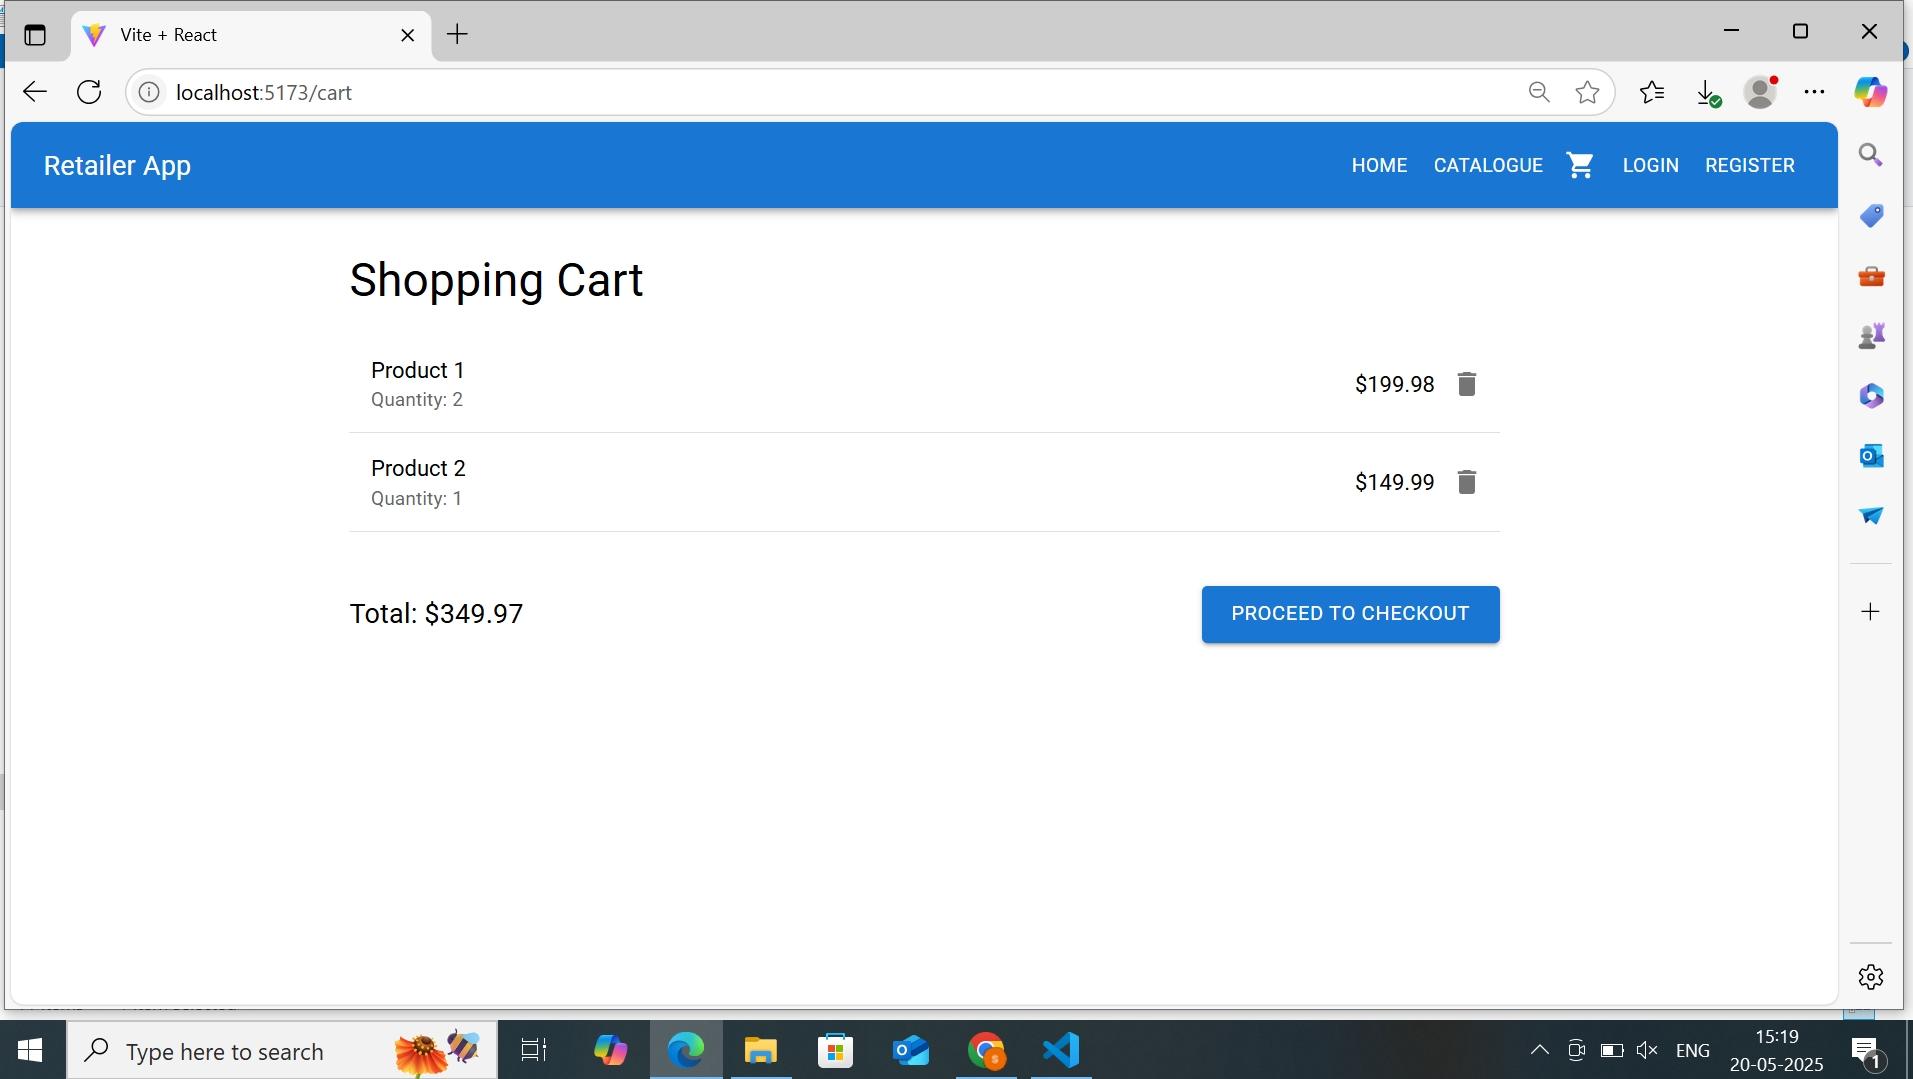 Vite + React
localhost:5173/cart
Retailer App
HOME CATALOGUE LOGIN REGISTER
Shopping Cart
Product 1
Quantity: 2
$199.98
Product 2
Quantity: 1
$149.99
Total: $349.97
PROCEED TO CHECKOUT
Type here to search
ENG
15:19
20-05-2025
1